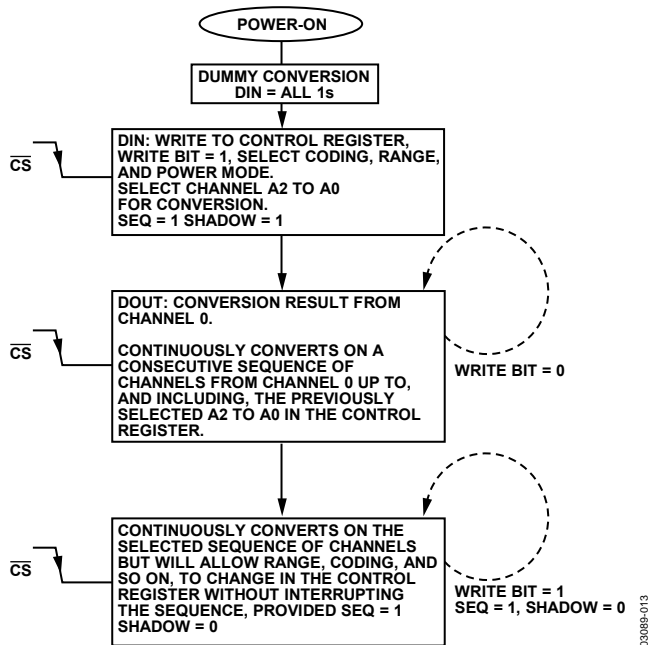 POWER-ON
DUMMY CONVERSION
DIN = ALL 1s
CS
DIN: WRITE TO CONTROL REGISTER,
WRITE BIT = 1, SELECT CODING, RANGE,
AND POWER MODE.
SELECT CHANNEL A2 TO A0
FOR CONVERSION.
SEQ = 1 SHADOW = 1
CS
DOUT: CONVERSION RESULT FROM
CHANNEL 0.
CONTINUOUSLY CONVERTS ON A
CONSECUTIVE SEQUENCE OF
CHANNELS FROM CHANNEL 0 UP TO,
AND INCLUDING, THE PREVIOUSLY
SELECTED A2 TO A0 IN THE CONTROL
REGISTER.
WRITE BIT = 0
CS
CONTINUOUSLY CONVERTS ON THE
SELECTED SEQUENCE OF CHANNELS
BUT WILL ALLOW RANGE, CODING, AND
SO ON, TO CHANGE IN THE CONTROL
REGISTER WITHOUT INTERRUPTING
THE SEQUENCE, PROVIDED SEQ = 1
SHADOW = 0
WRITE BIT = 1
SEQ = 1, SHADOW = 0
03089-013